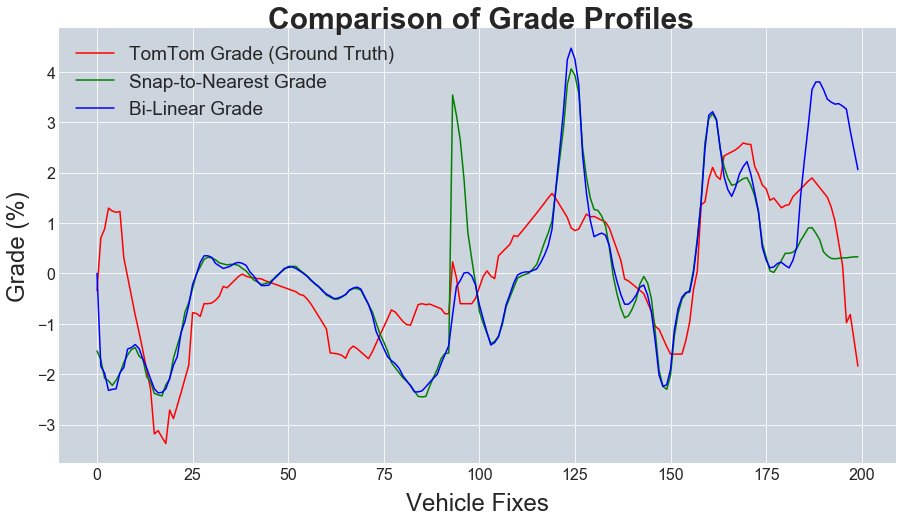 Comparison of Grade Profiles
TomTom Grade (Ground Truth)
Snap-to-Nearest Grade
Bi-Linear Grade
Grade (%)
4
3
2
1
0
−1
−2
−3
0 25 50 75 100 125 150 175 200
Vehicle Fixes